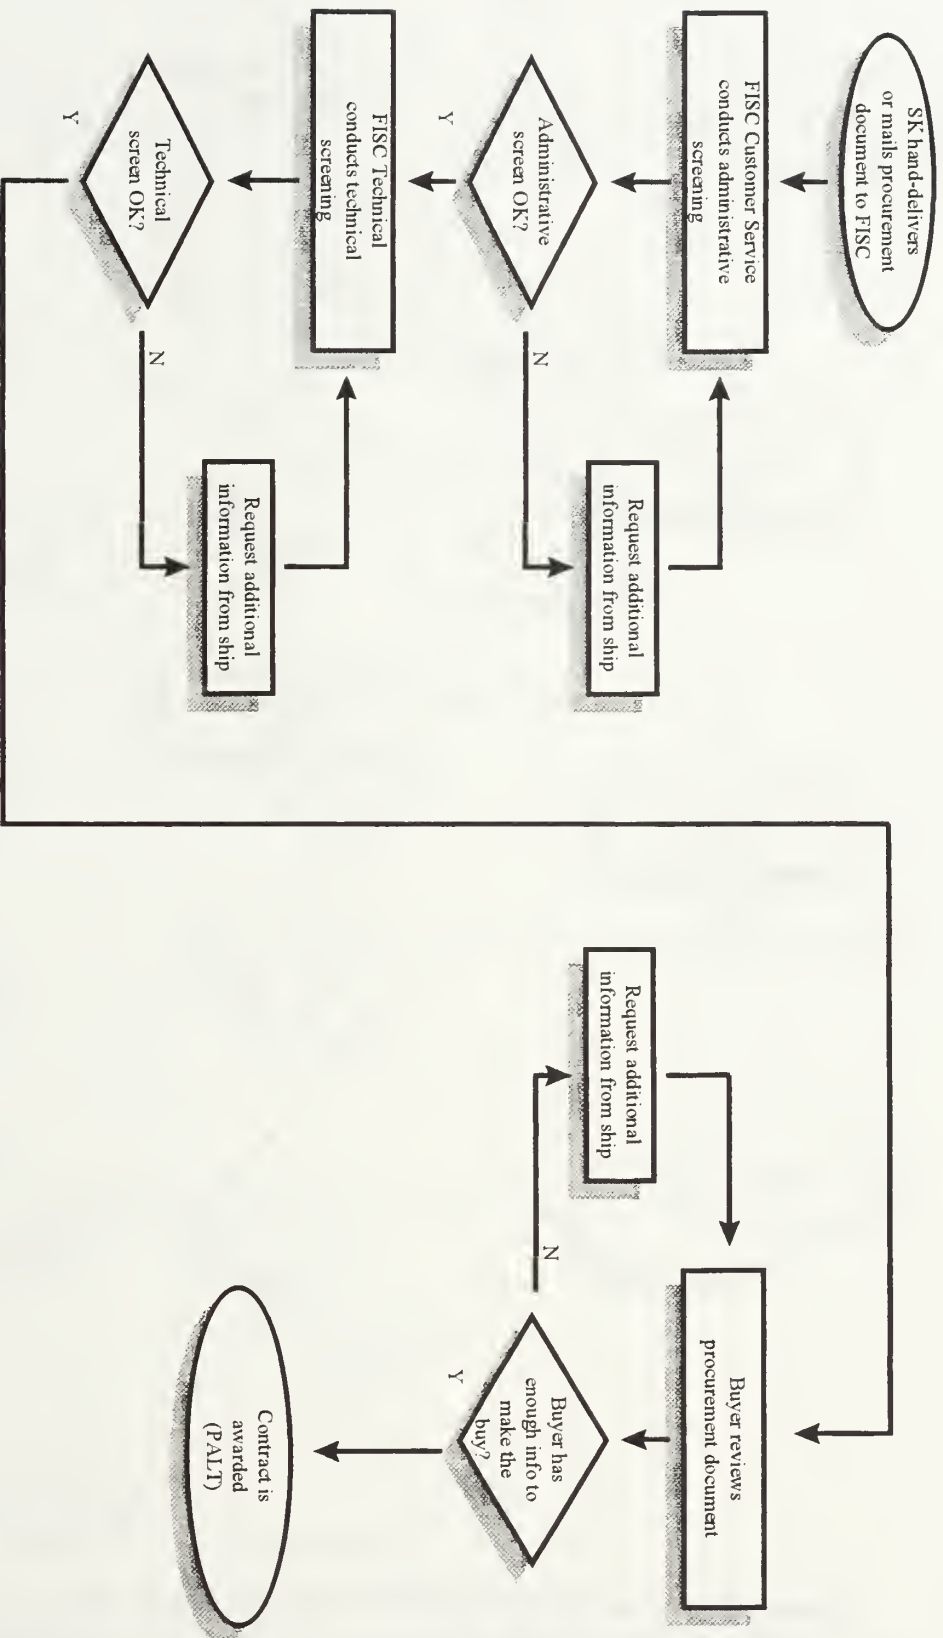 SK hand-delivers
or mails procurement
document to FISC
FISC Customer Service
conducts administrative
screening
Administrative
screen OK?
Y
N
Request additional
information from ship
FISC Technical
conducts technical
screening
Technical
screen OK?
Y
N
Request additional
information from ship
Buyer reviews
procurement document
Buyer has
enough info to
make the
buy?
N
Y
Request additional
information from ship
Contract is
awarded
(PALT)